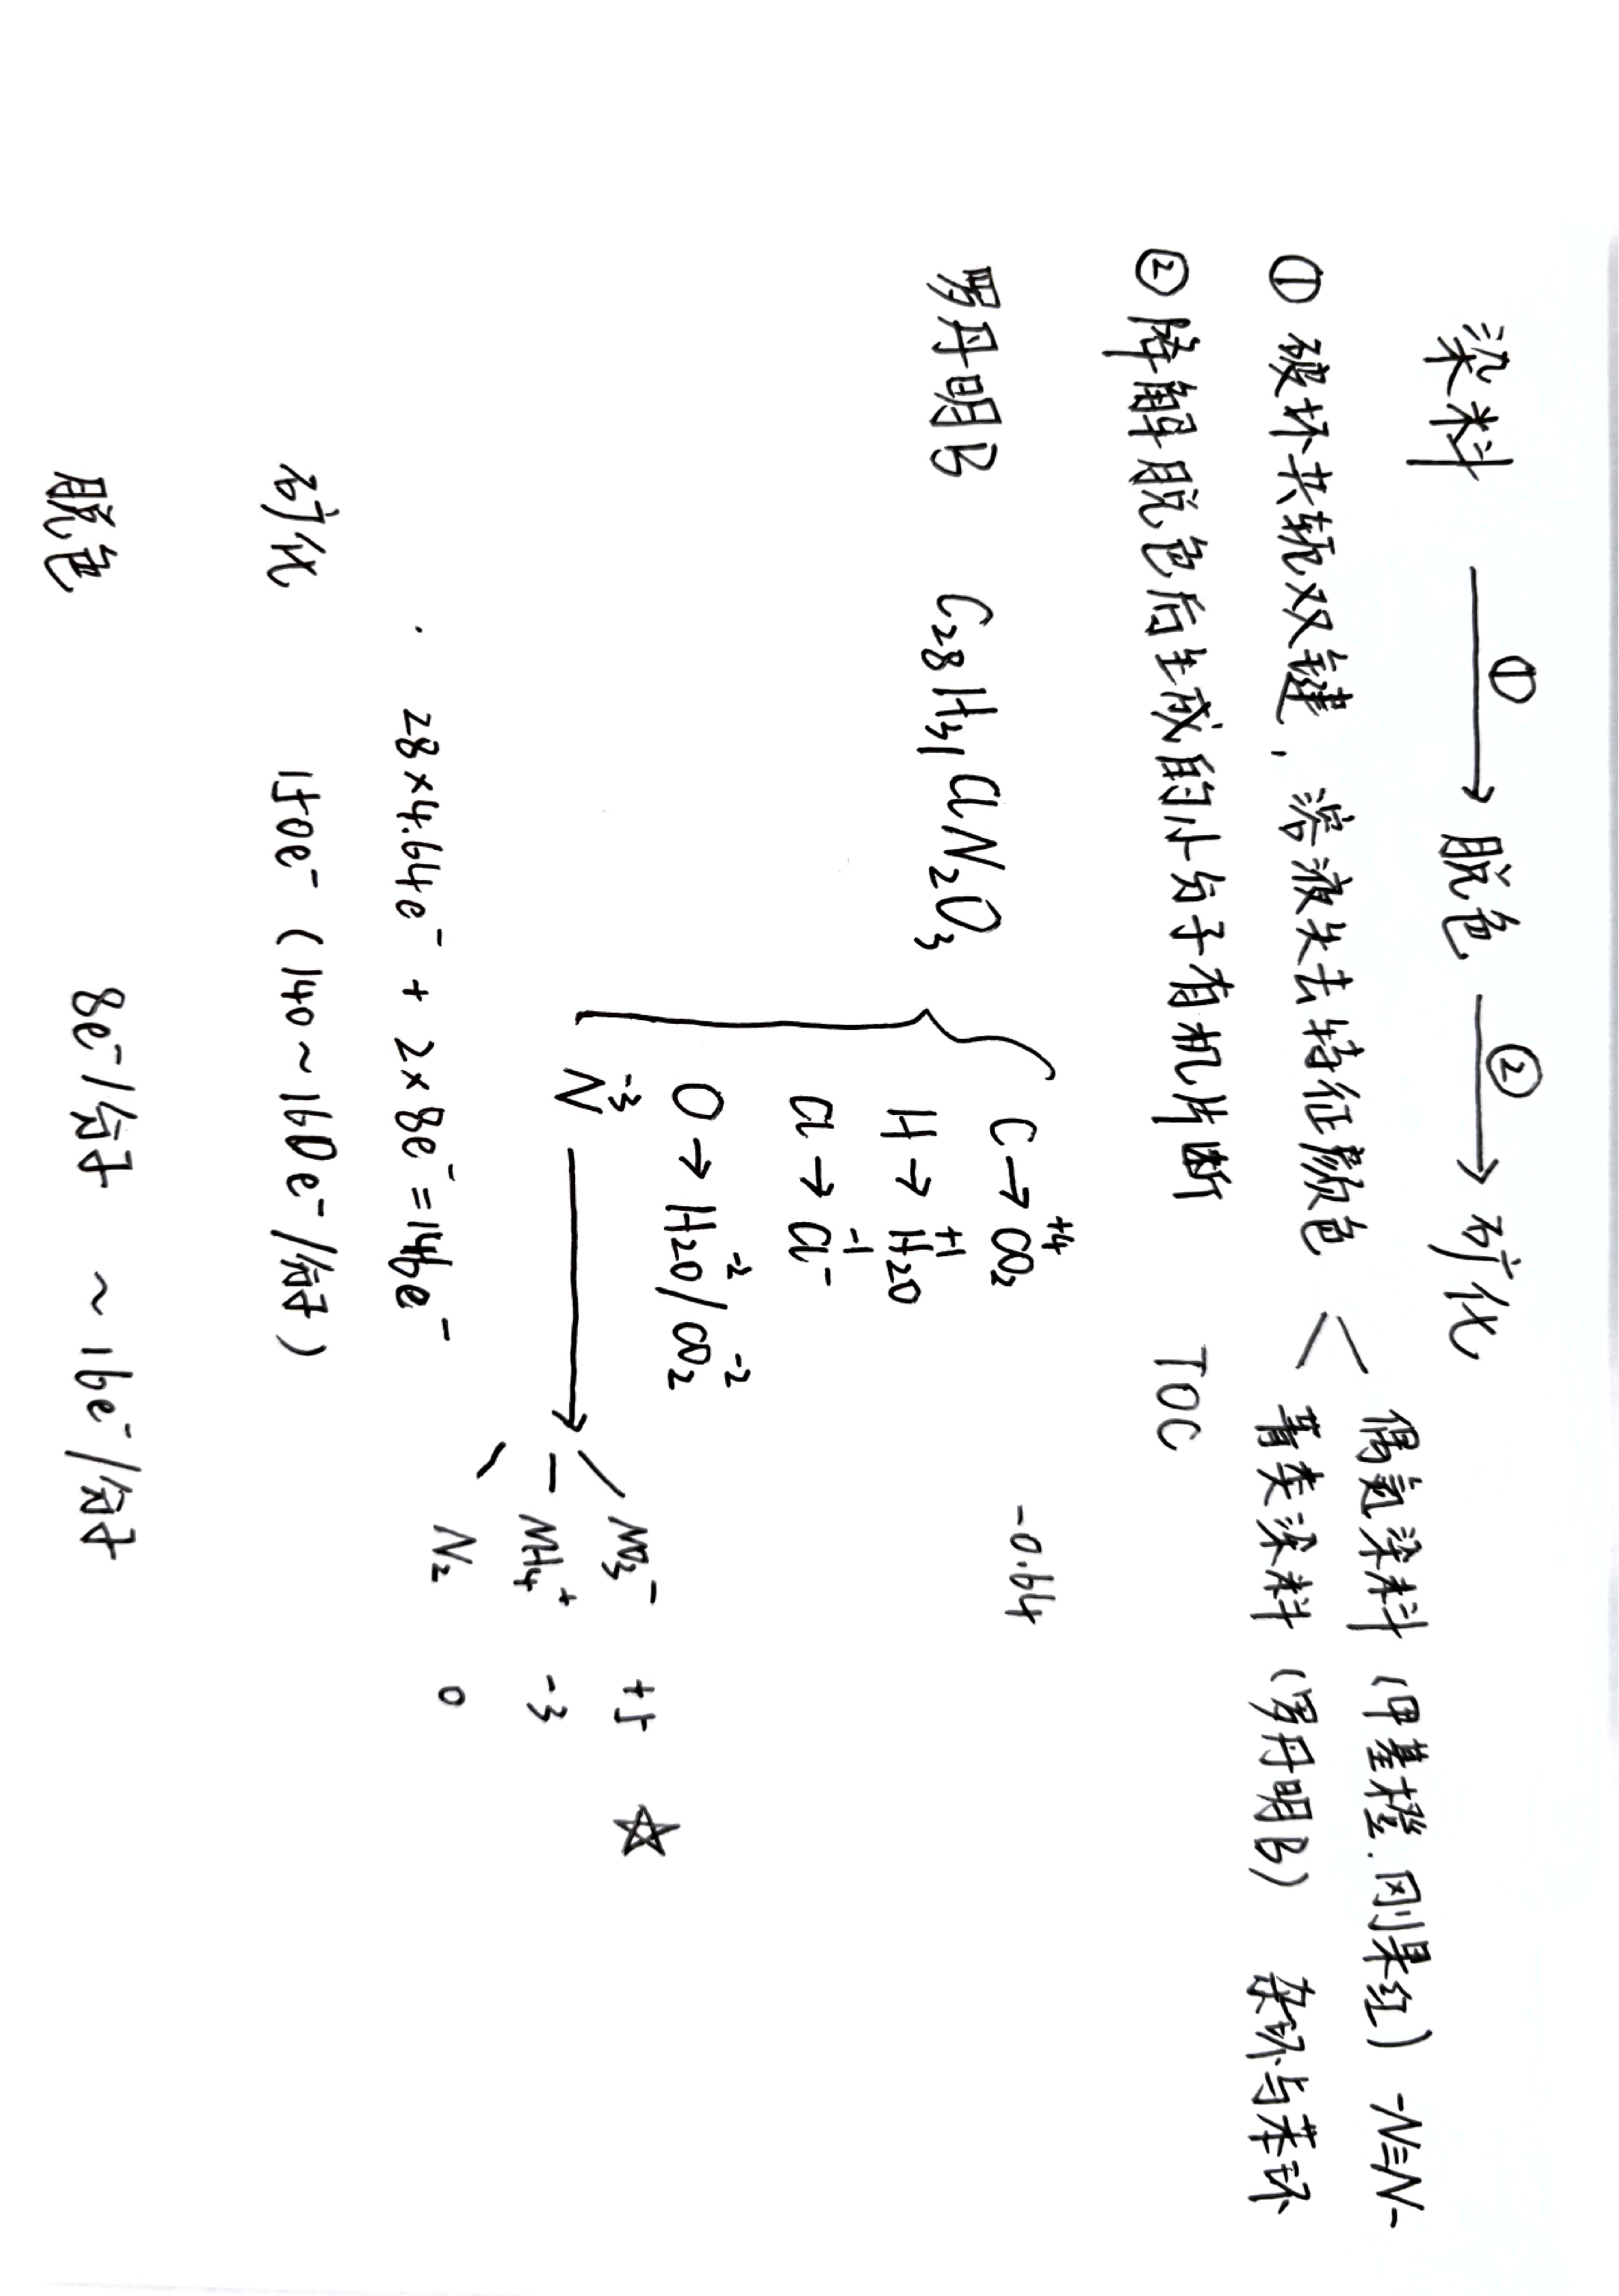 染料 ①→ 脱色 ②→ 矿化
① 破坏共轭双键，溶液失去特征颜色 < 偶氮染料（甲基橙.刚果红）-N=N-
菁类染料（罗丹明B） 杂环与苯环
② 降解脱色后生成的小分子有机片断 TOC
罗丹明B C28H31ClN2O3
C → CO2 +4 -0.64
H → H2O +1
Cl → Cl⁻ -1
O → H2O/CO2 -2 -2
N -3 →
NO3⁻ +5 ☆
NH4⁺ -3
N2 0
28×4.64e⁻ + 2×8e⁻ = 146e⁻
矿化 150e⁻（140~160e⁻/分子）
脱色 8e⁻/分子 ~ 16e⁻/分子